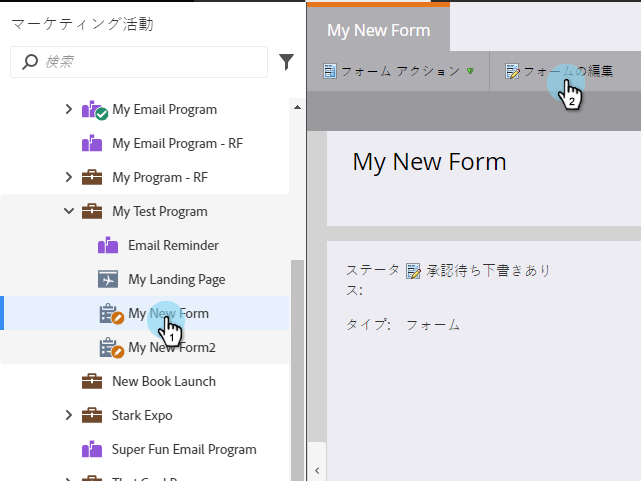 マーケティング活動
検索
My Email Program
My Email Program - RF
My Program - RF
My Test Program
Email Reminder
My Landing Page
My New Form
1
My New Form2
New Book Launch
Stark Expo
Super Fun Email Program
My New Form
フォーム アクション
フォームの編集
2
My New Form
ステータス: 承認待ち下書きあり
タイプ: フォーム